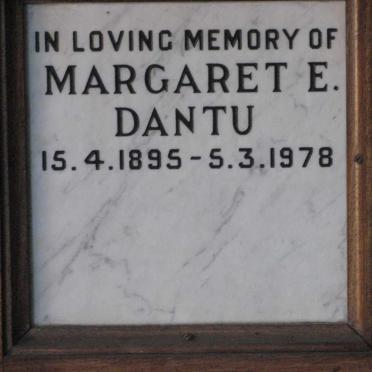 IN LOVING MEMORY OF
MARGARET E.
DANTU
15.4.1895-5.3.1978